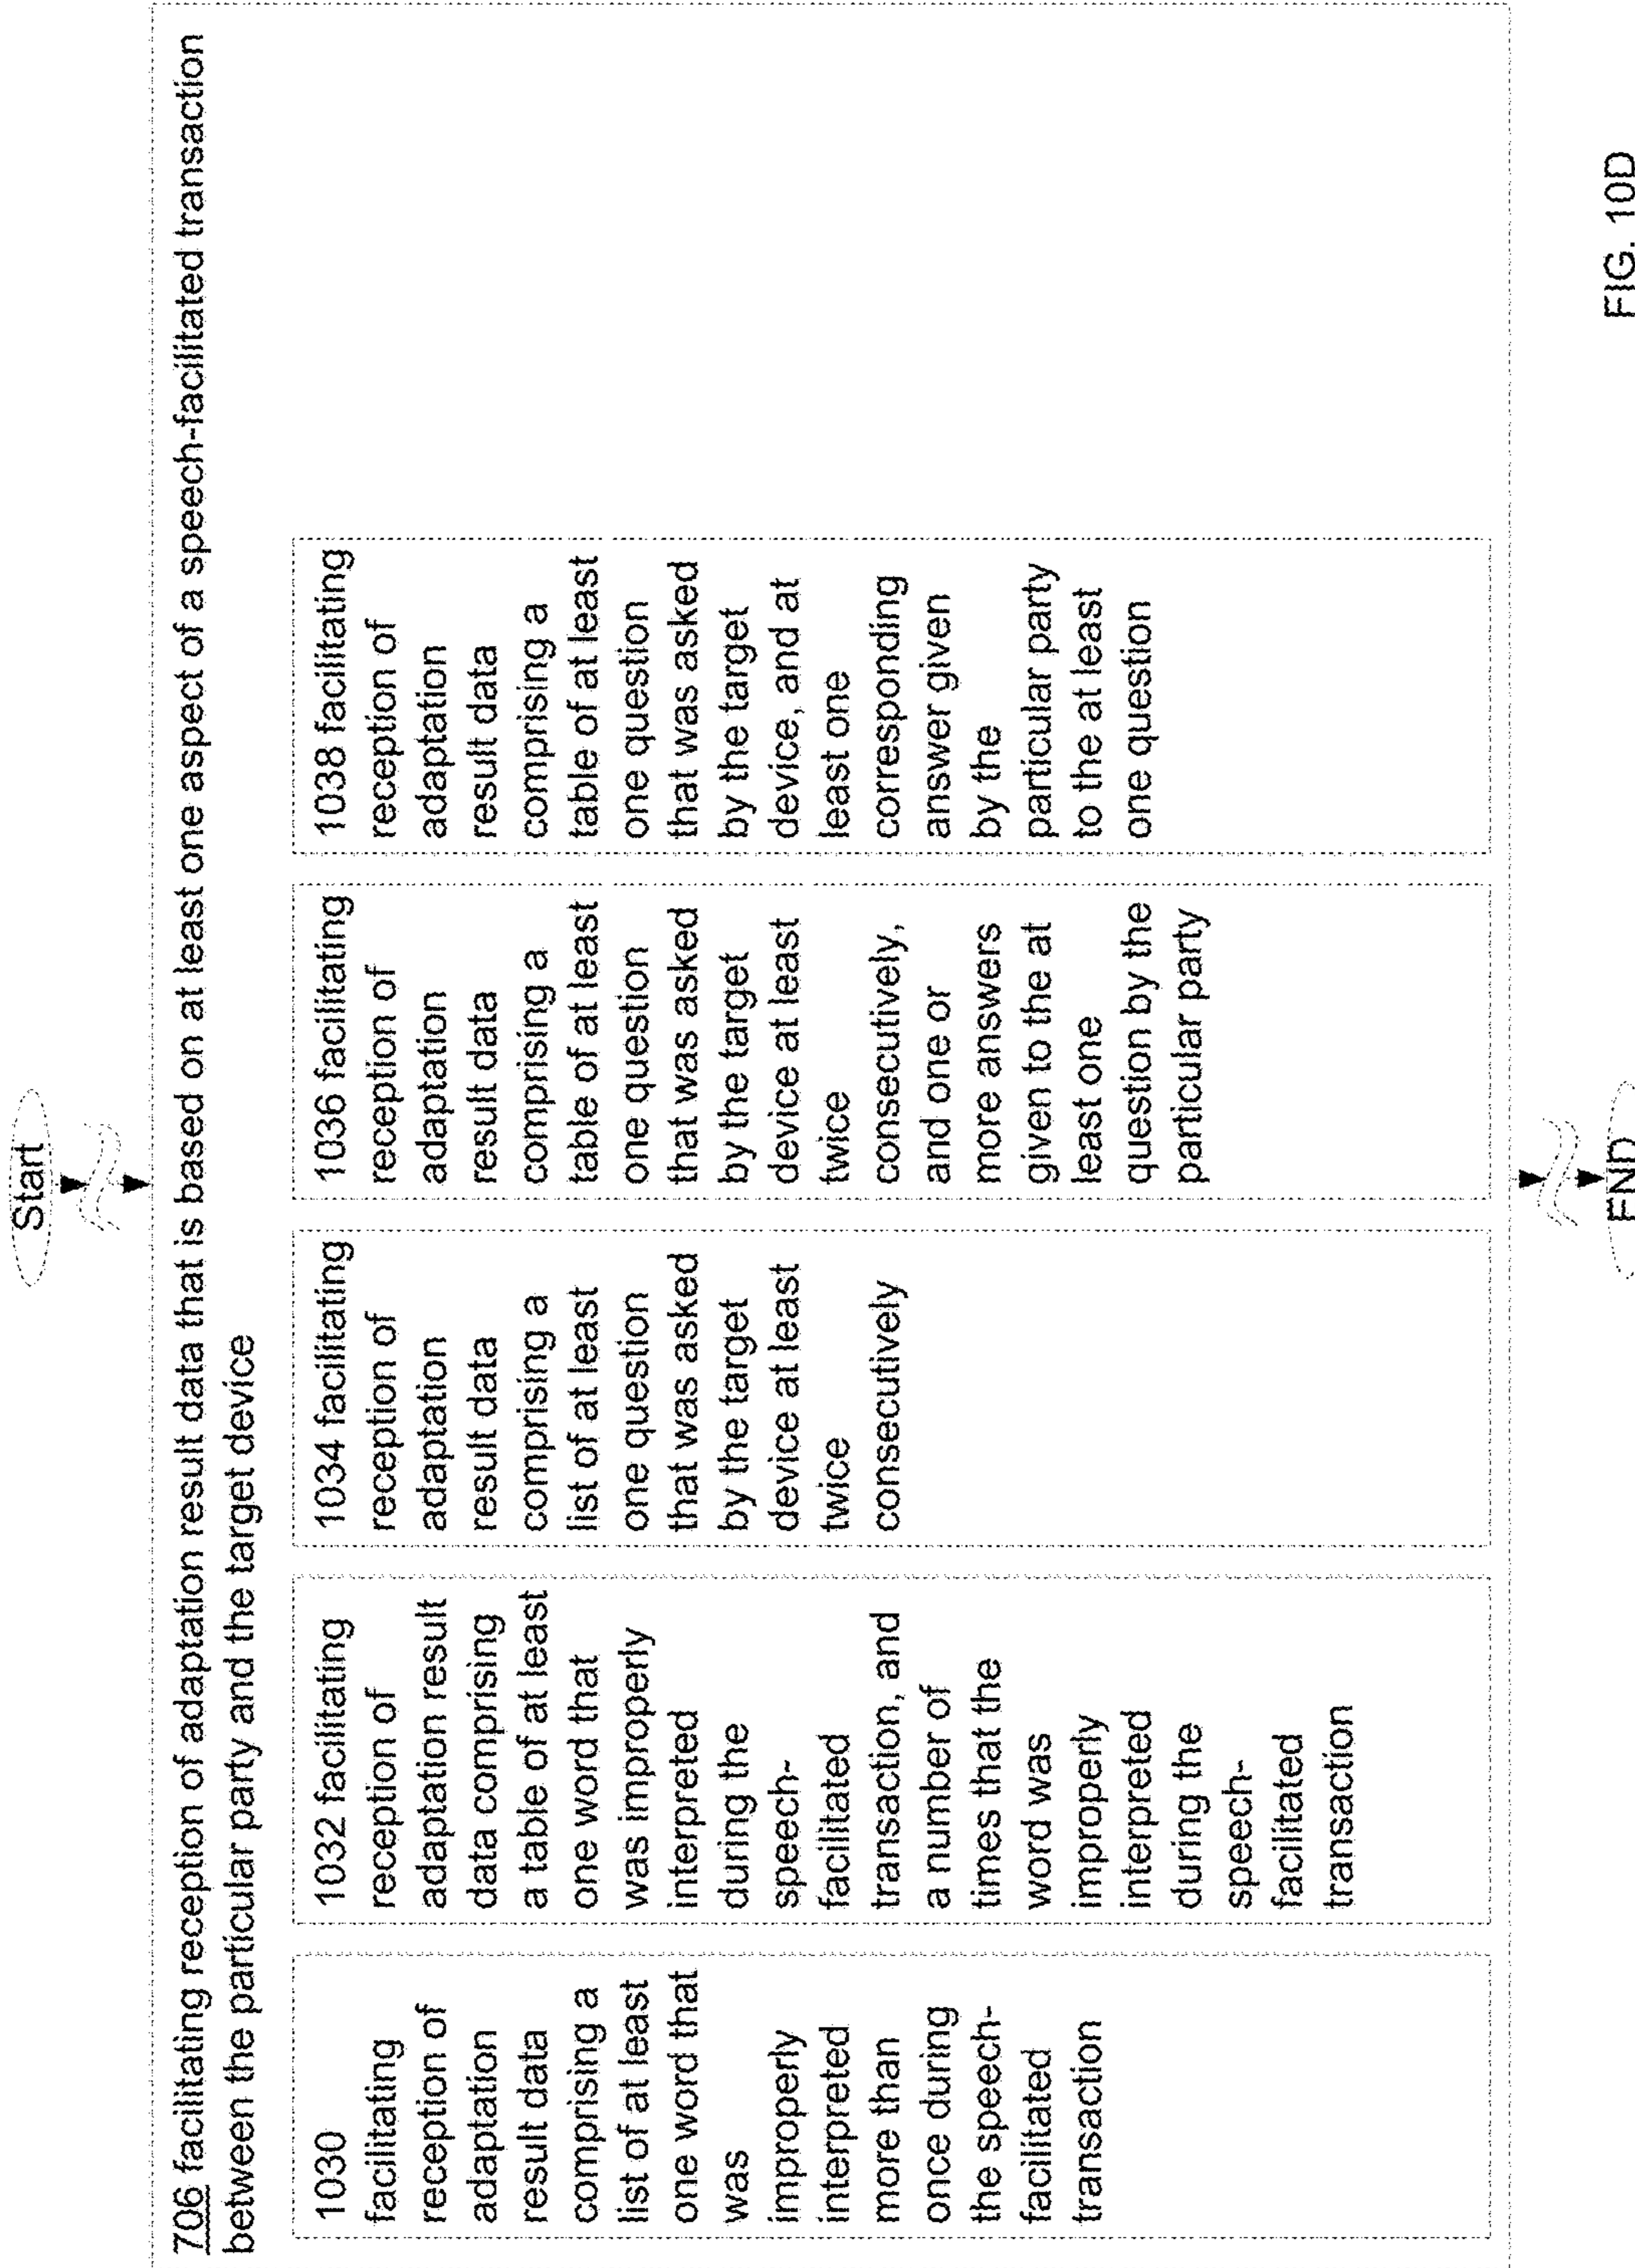 Start
706 facilitating reception of adaptation result data that is based on at least one aspect of a speech-facilitated transaction
between the particular party and the target device
1030
facilitating
reception of
adaptation
result data
comprising a
list of at least
one word that
was
improperly
interpreted
more than
once during
the speech-
facilitated
transaction
1032 facilitating
reception of
adaptation result
data comprising
a table of at least
one word that
was improperly
interpreted
during the
speech-
facilitated
transaction, and
a number of
times that the
word was
improperly
interpreted
during the
speech-
facilitated
transaction
1034 facilitating
reception of
adaptation
result data
comprising a
list of at least
one question
that was asked
by the target
device at least
twice
consecutively
1036 facilitating
reception of
adaptation
result data
comprising a
table of at least
one question
that was asked
by the target
device at least
twice
consecutively,
and one or
more answers
given to the at
least one
question by the
particular party
1038 facilitating
reception of
adaptation
result data
comprising a
table of at least
one question
that was asked
by the target
device, and at
least one
corresponding
answer given
by the
particular party
to the at least
one question
END
FIG. 10D